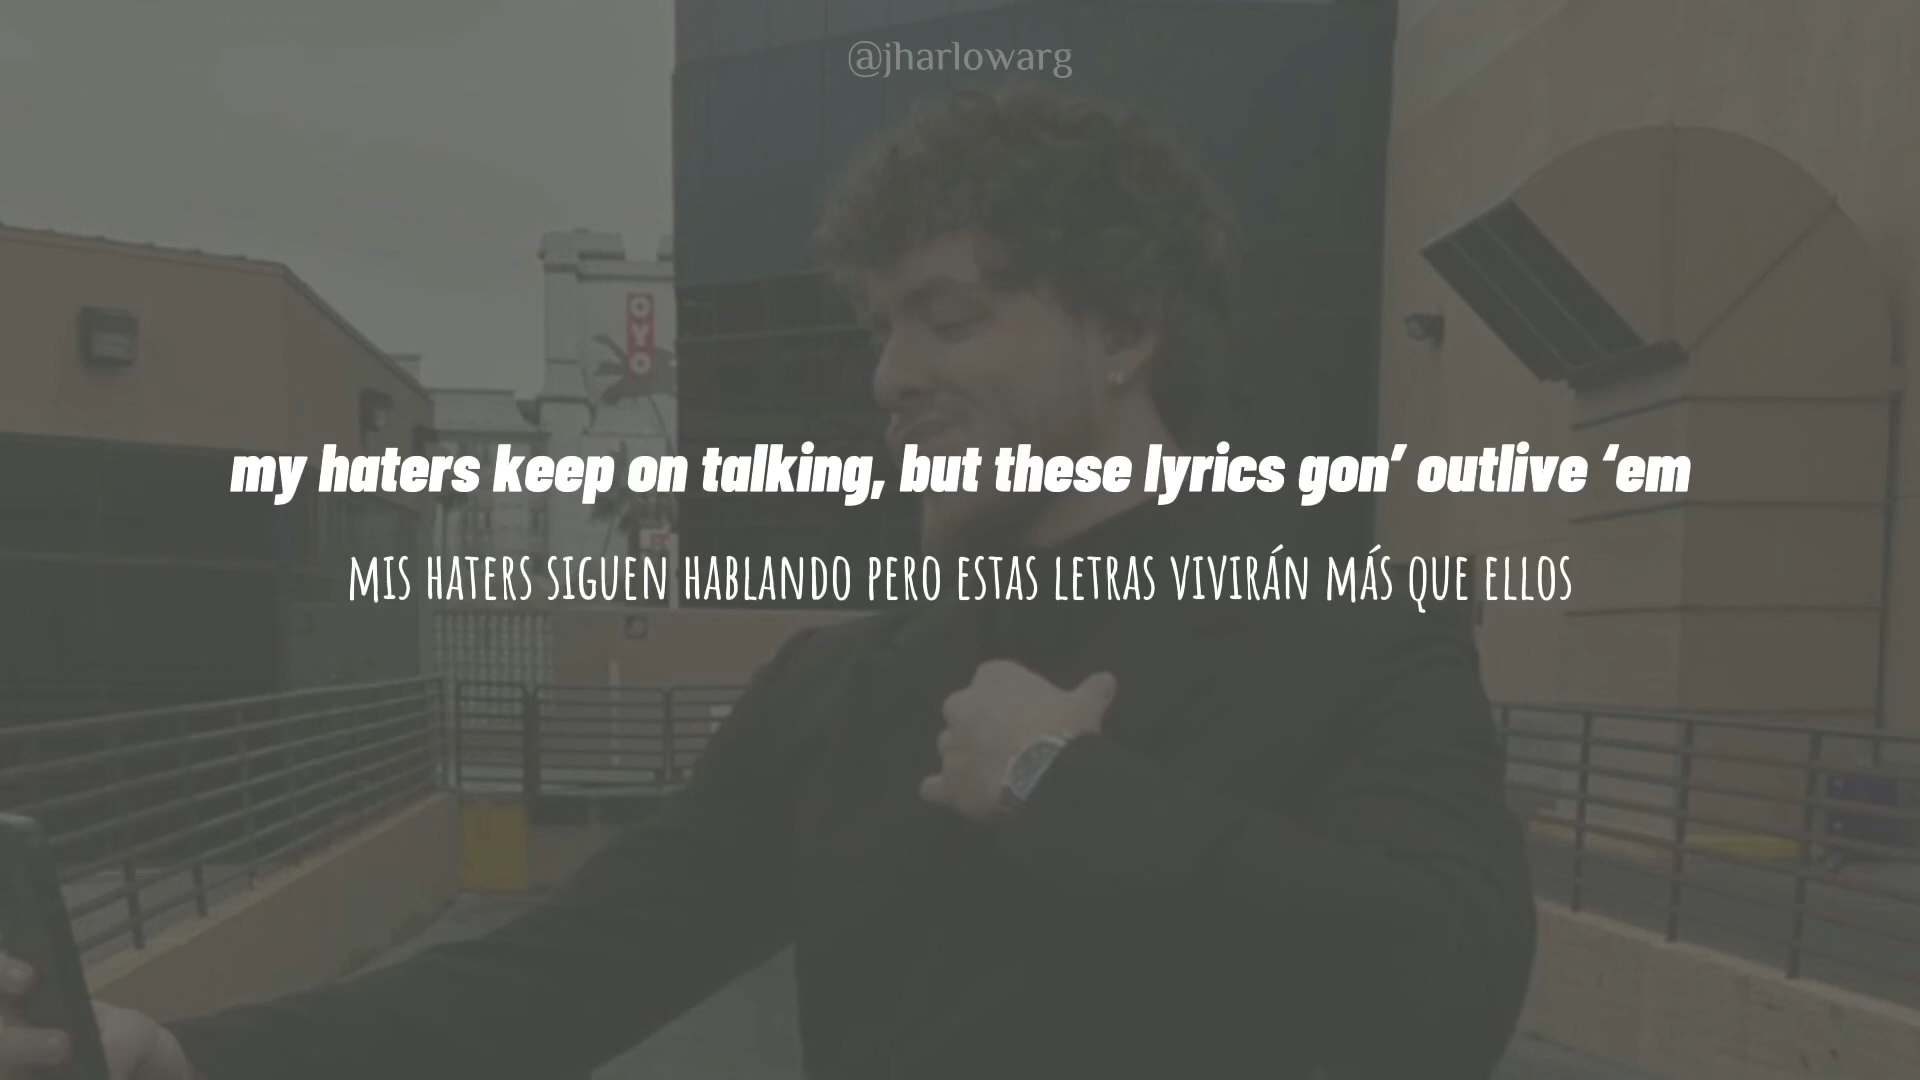 @jharlowarg
OYO
my haters keep on talking, but these lyrics gon’ outlive ‘em
MIS HATERS SIGUEN HABLANDO PERO ESTAS LETRAS VIVIRÁN MÁS QUE ELLOS